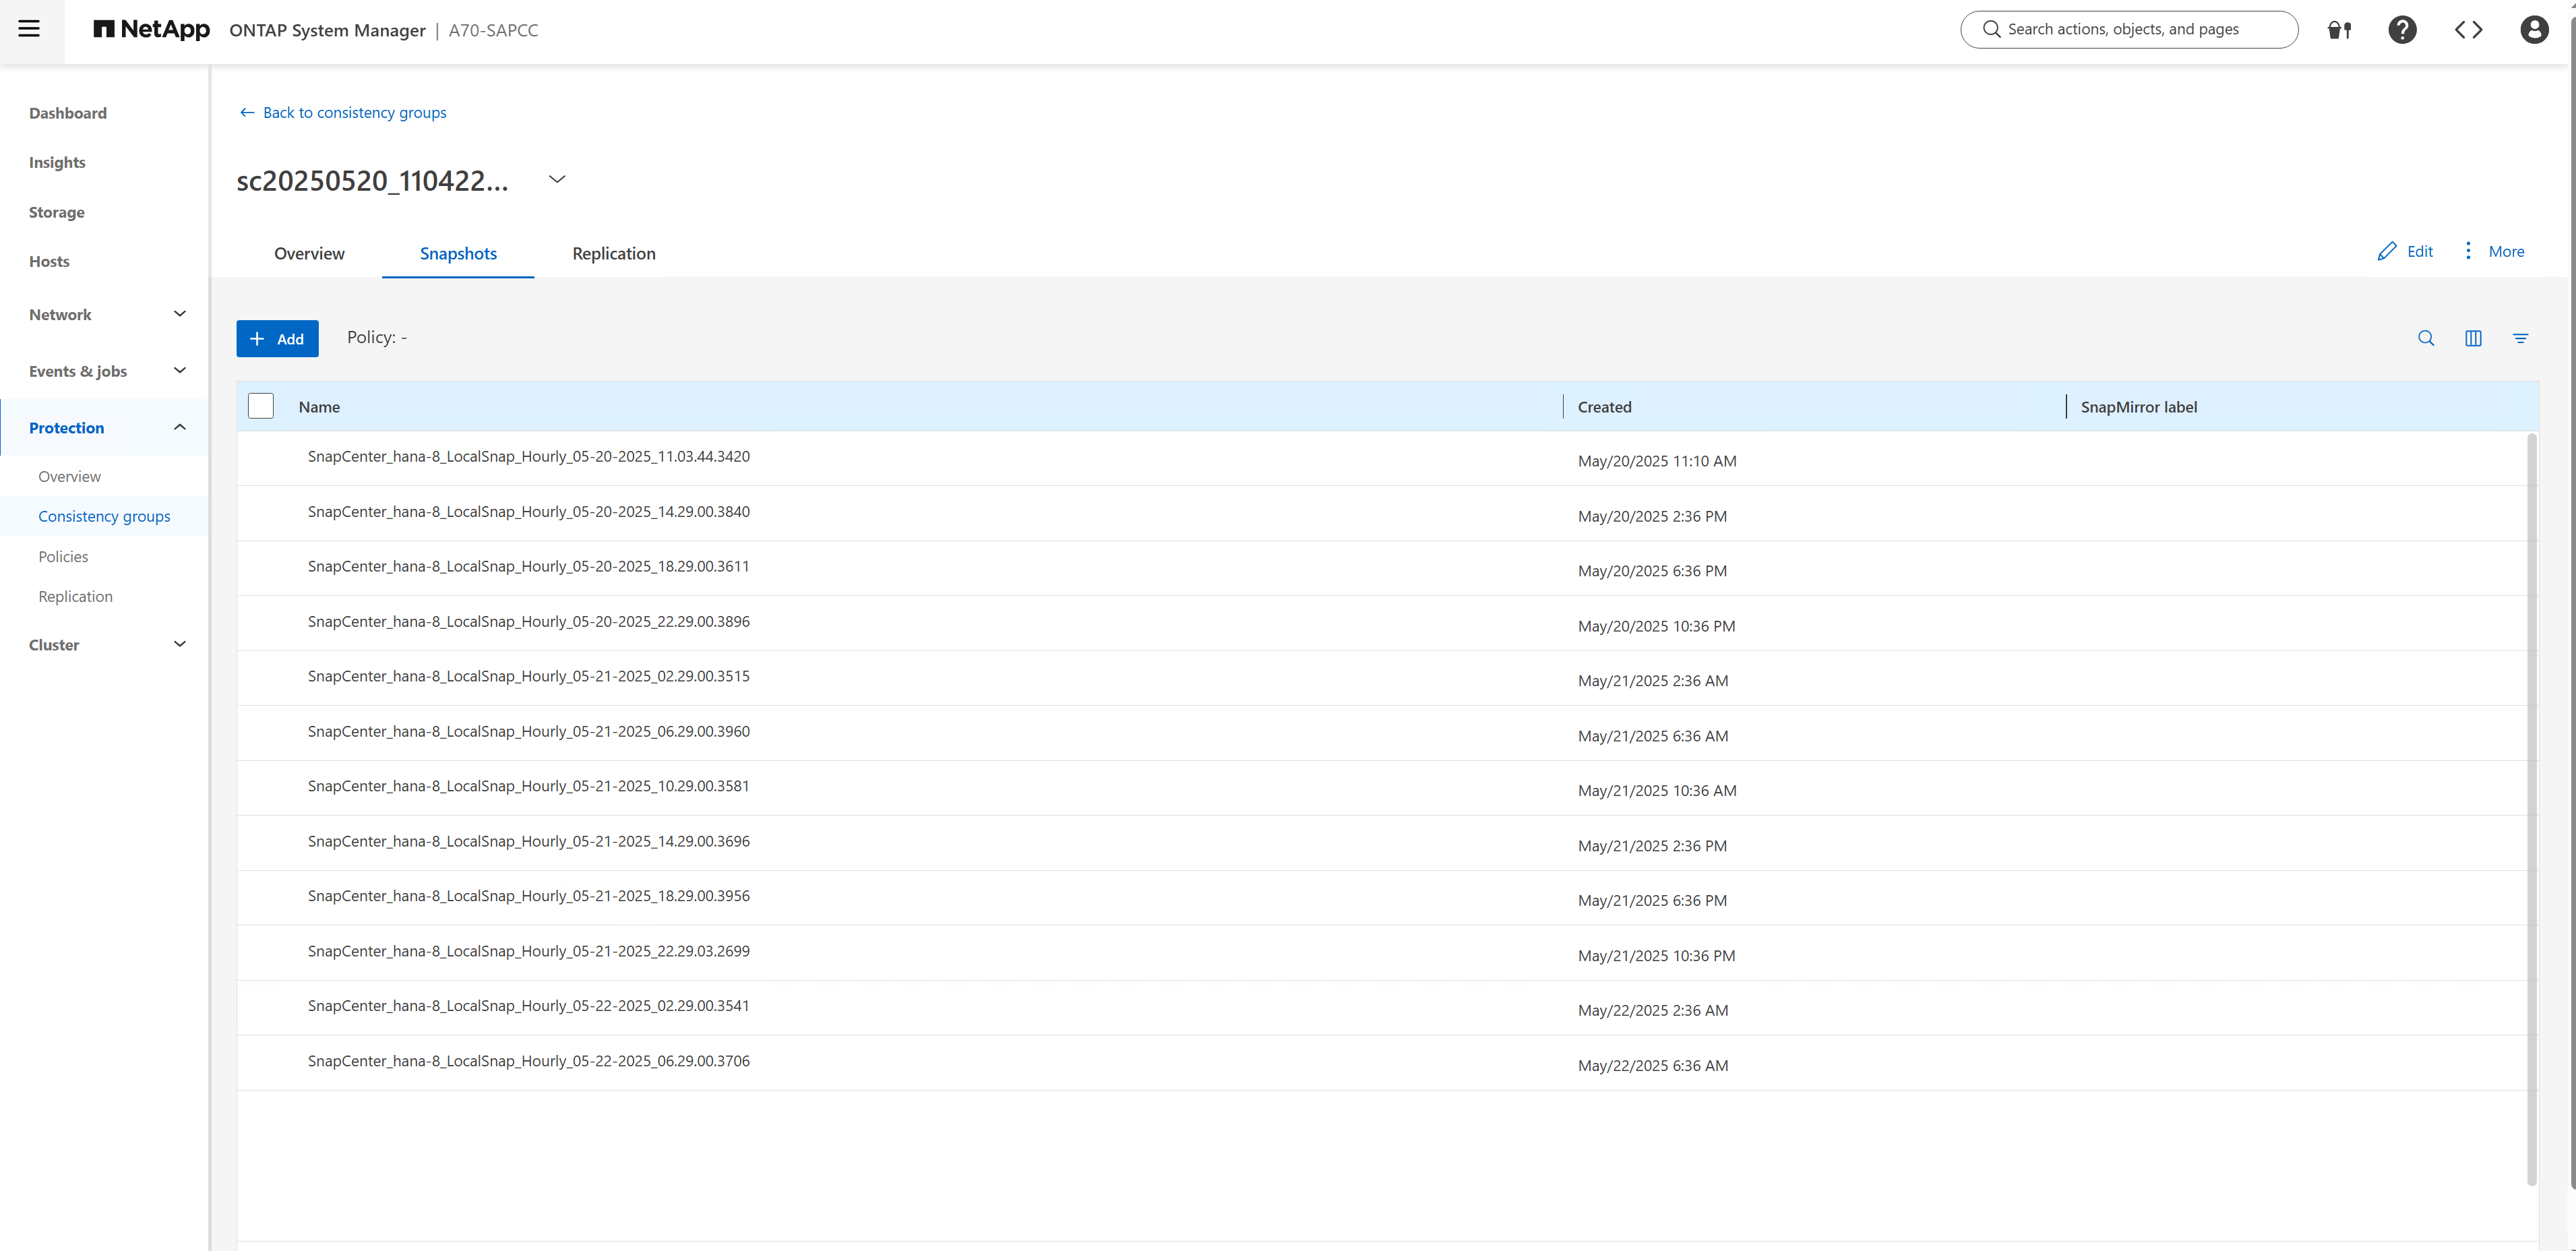 NetApp ONTAP System Manager | A70-SAPCC
Search actions, objects, and pages
Dashboard
Insights
Storage
Hosts
Network
Events & jobs
Protection
Overview
Consistency groups
Policies
Replication
Cluster
Back to consistency groups
sc20250520_110422...
Overview Snapshots Replication
Edit More
Add Policy: -
Name Created SnapMirror label
SnapCenter_hana-8_LocalSnap_Hourly_05-20-2025_11.03.44.3420 May/20/2025 11:10 AM
SnapCenter_hana-8_LocalSnap_Hourly_05-20-2025_14.29.00.3840 May/20/2025 2:36 PM
SnapCenter_hana-8_LocalSnap_Hourly_05-20-2025_18.29.00.3611 May/20/2025 6:36 PM
SnapCenter_hana-8_LocalSnap_Hourly_05-20-2025_22.29.00.3896 May/20/2025 10:36 PM
SnapCenter_hana-8_LocalSnap_Hourly_05-21-2025_02.29.00.3515 May/21/2025 2:36 AM
SnapCenter_hana-8_LocalSnap_Hourly_05-21-2025_06.29.00.3960 May/21/2025 6:36 AM
SnapCenter_hana-8_LocalSnap_Hourly_05-21-2025_10.29.00.3581 May/21/2025 10:36 AM
SnapCenter_hana-8_LocalSnap_Hourly_05-21-2025_14.29.00.3696 May/21/2025 2:36 PM
SnapCenter_hana-8_LocalSnap_Hourly_05-21-2025_18.29.00.3956 May/21/2025 6:36 PM
SnapCenter_hana-8_LocalSnap_Hourly_05-21-2025_22.29.03.2699 May/21/2025 10:36 PM
SnapCenter_hana-8_LocalSnap_Hourly_05-22-2025_02.29.00.3541 May/22/2025 2:36 AM
SnapCenter_hana-8_LocalSnap_Hourly_05-22-2025_06.29.00.3706 May/22/2025 6:36 AM